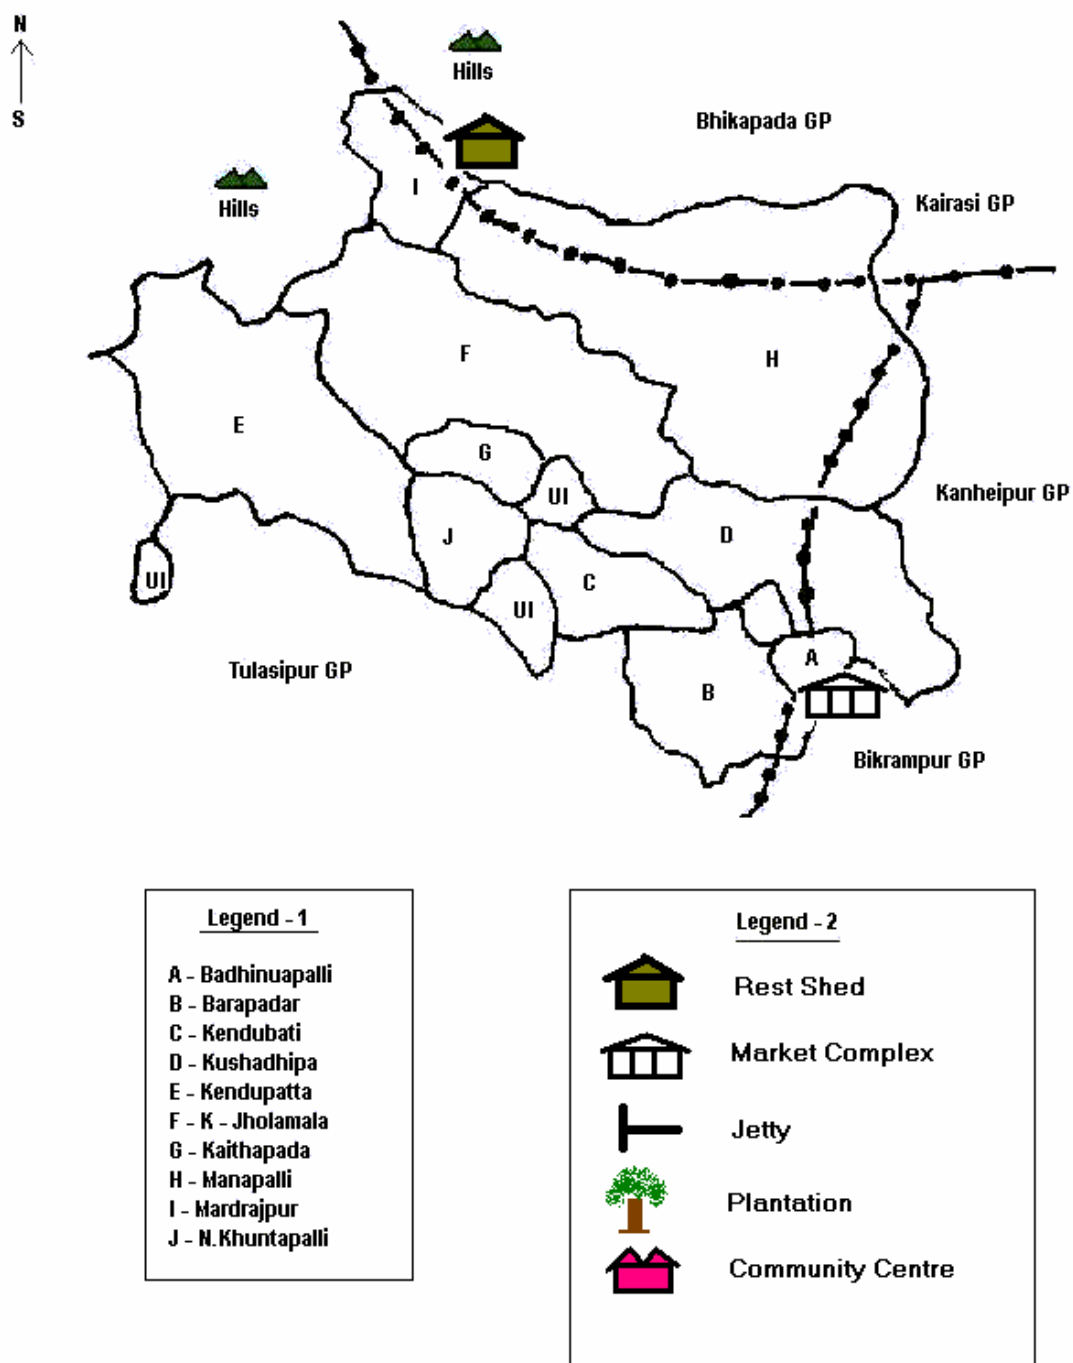 N
S
Hills
Bhikapada GP
Hills
Kairasi GP
I
F
H
E
G
UI
Kanheipur GP
J
D
UI
C
UI
A
Tulasipur GP
B
Bikrampur GP
Legend - 1
A - Badhinuapalli
B - Barapadar
C - Kendubati
D - Kushadhipa
E - Kendupatta
F - K - Jholamala
G - Kaithapada
H - Manapalli
I - Mardrajpur
J - N.Khuntapalli
Legend - 2
Rest Shed
Market Complex
Jetty
Plantation
Community Centre